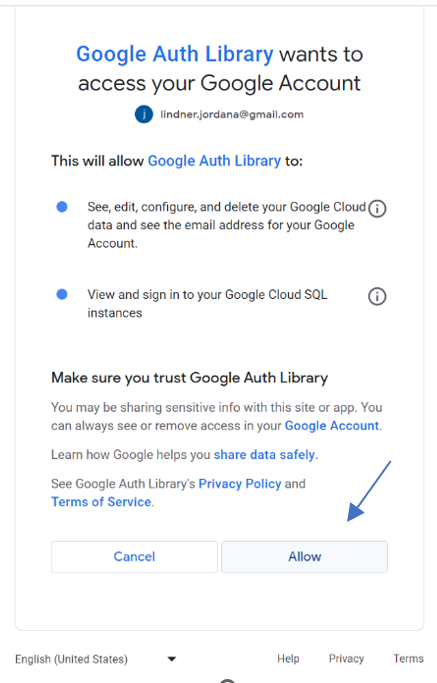 Google Auth Library wants to
access your Google Account
j lindner.jordana@gmail.com
This will allow Google Auth Library to:
See, edit, configure, and delete your Google Cloud
data and see the email address for your Google
Account.
View and sign in to your Google Cloud SQL
instances
Make sure you trust Google Auth Library
You may be sharing sensitive info with this site or app. You
can always see or remove access in your Google Account.
Learn how Google helps you share data safely.
See Google Auth Library's Privacy Policy and
Terms of Service.
Cancel Allow
English (United States) Help Privacy Terms